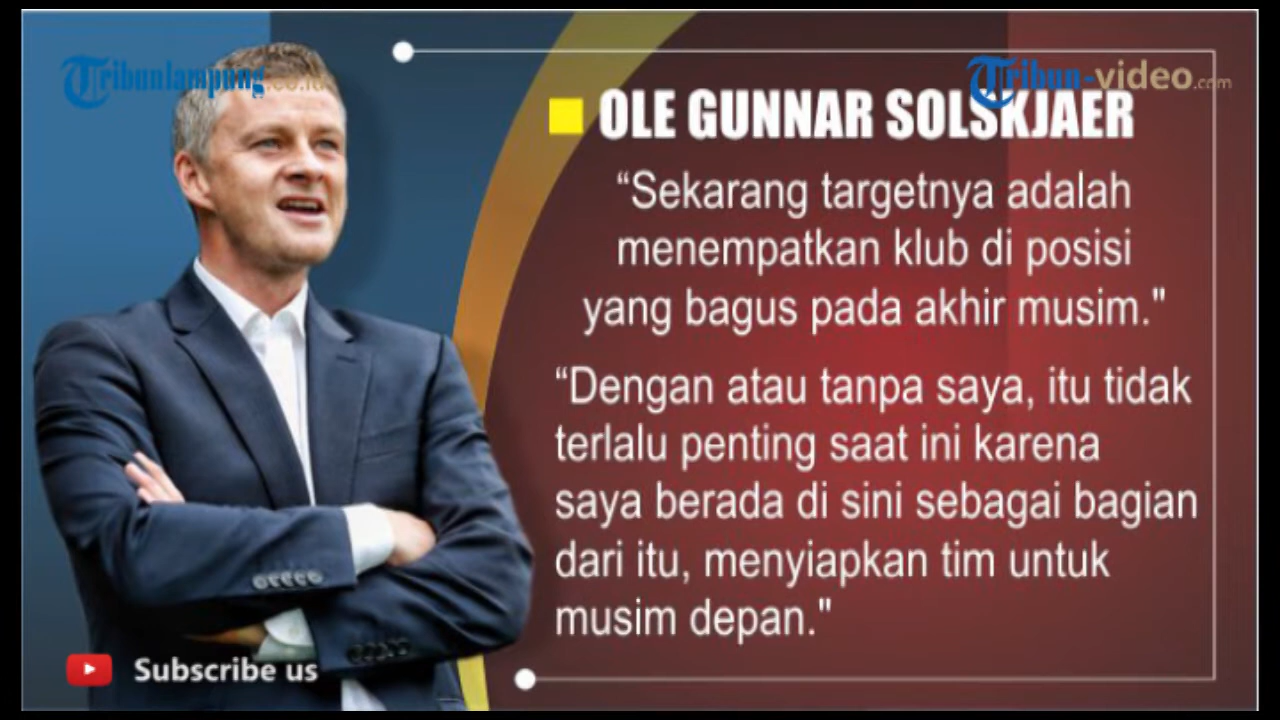 Tribunlampung.co.id
Tribun-video.com
OLE GUNNAR SOLSKJAER
“Sekarang targetnya adalah
menempatkan klub di posisi
yang bagus pada akhir musim."
“Dengan atau tanpa saya, itu tidak
terlalu penting saat ini karena
saya berada di sini sebagai bagian
dari itu, menyiapkan tim untuk
musim depan."
Subscribe us